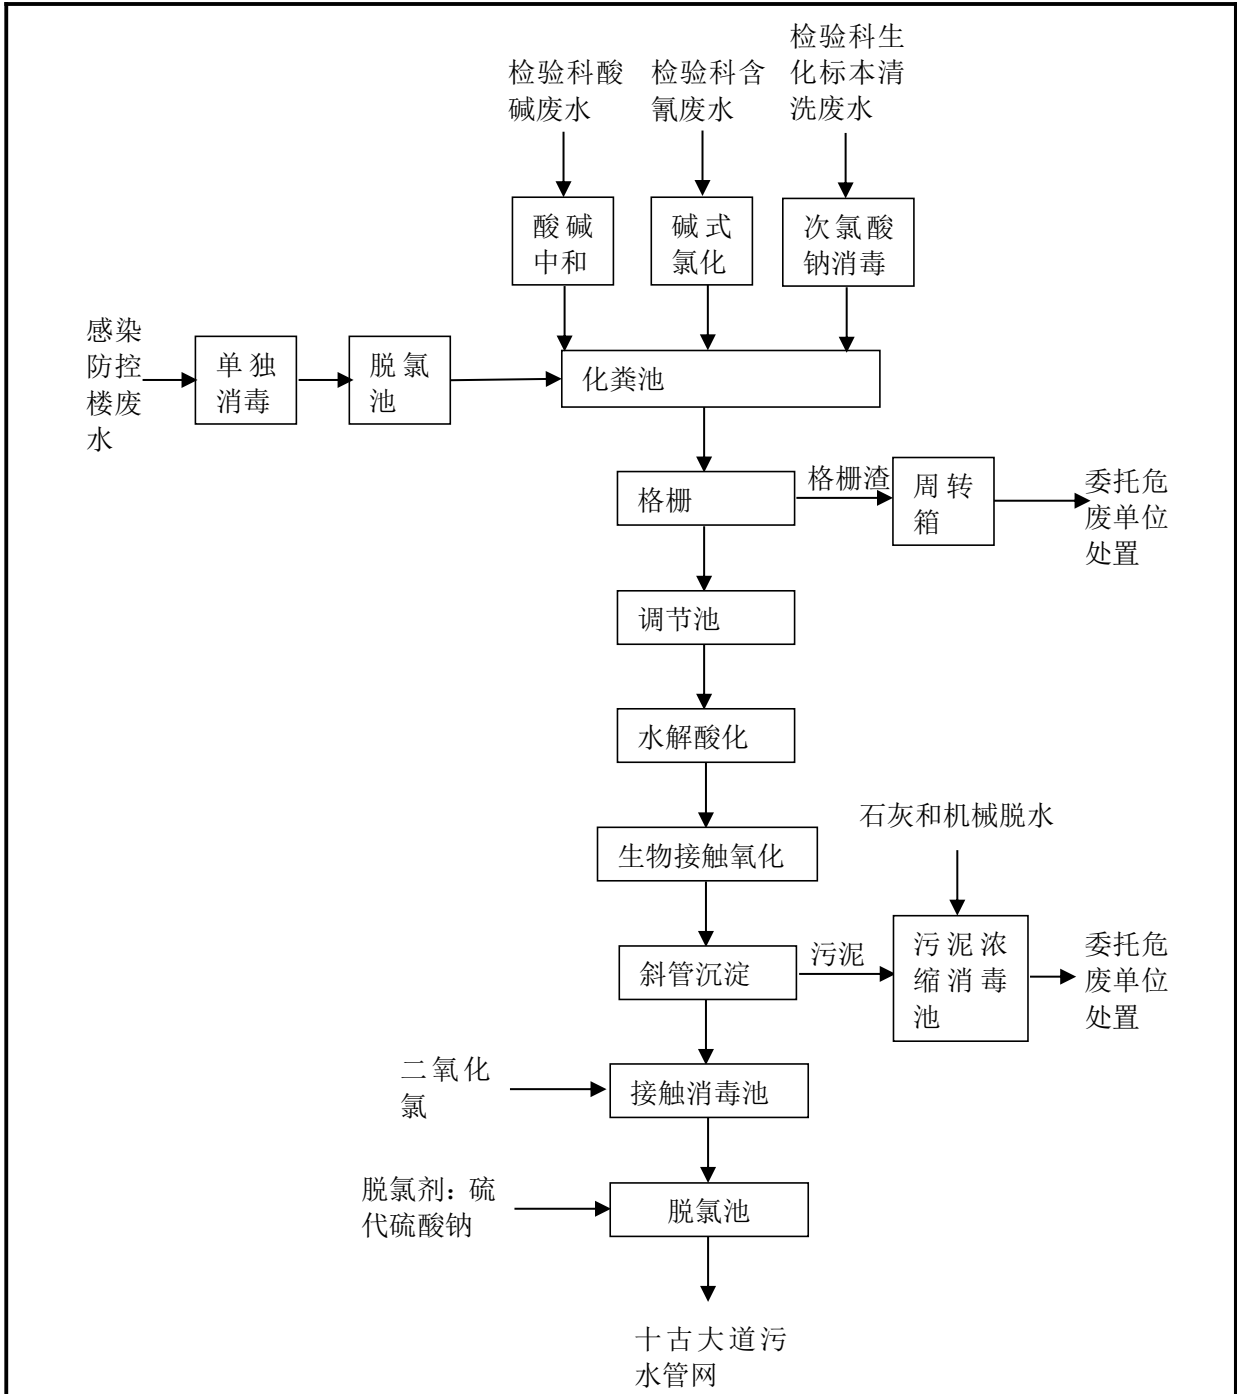 检验科酸
碱废水
检验科含
氰废水
检验科生
化标本清
洗废水
酸碱
中和
碱式
氯化
次氯酸
钠消毒
感染
防控
楼废
水
单独
消毒
脱氯
池
化粪池
格栅
格栅渣
周转
箱
委托危
废单位
处置
调节池
水解酸化
生物接触氧化
石灰和机械脱水
斜管沉淀
污泥
污泥浓
缩消毒
池
委托危
废单位
处置
二氧化
氯
接触消毒池
脱氯剂：硫
代硫酸钠
脱氯池
十古大道污
水管网